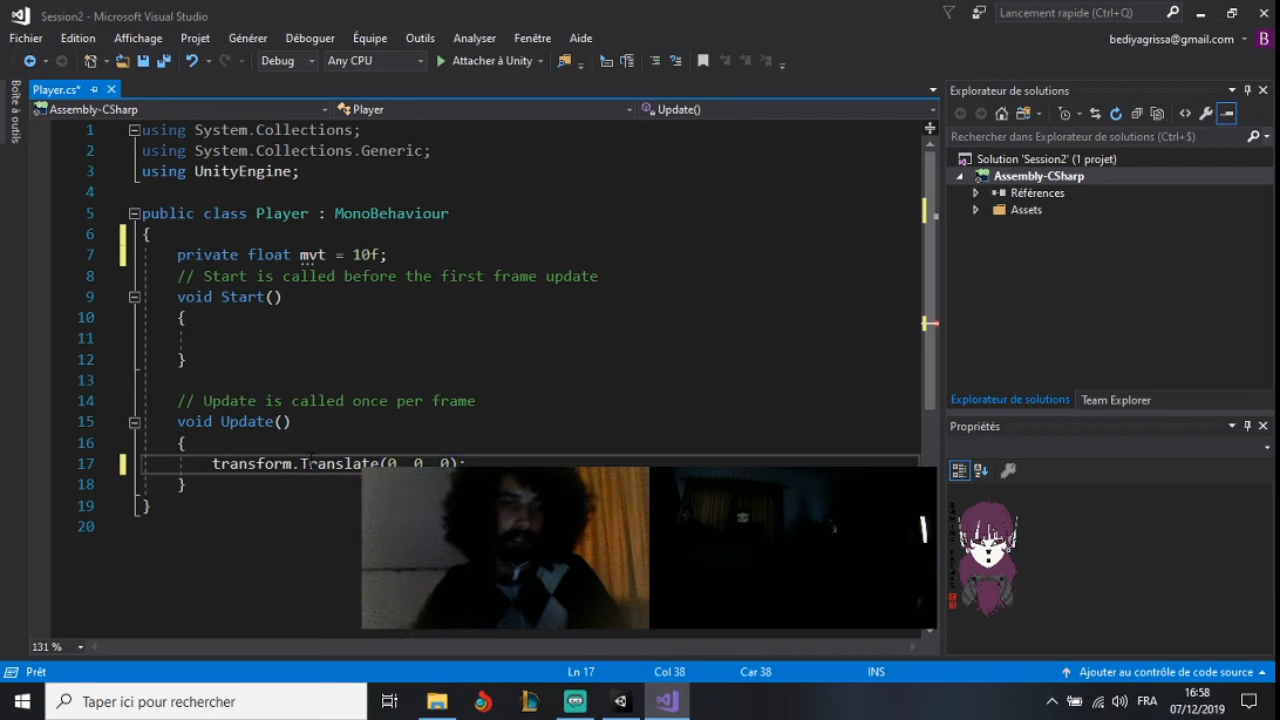 Session2 - Microsoft Visual Studio
Lancement rapide (Ctrl+Q)
Fichier Edition Affichage Projet Générer Déboguer Équipe Outils Analyser Fenêtre Aide
bediyagrissa@gmail.com B
Debug Any CPU Attacher à Unity
Boîte à outils
Player.cs*
Assembly-CSharp Player Update()
1 using System.Collections;
2 using System.Collections.Generic;
3 using UnityEngine;
4
5 public class Player : MonoBehaviour
6 {
7 private float mvt = 10f;
8 // Start is called before the first frame update
9 void Start()
10 {
11
12 }
13
14 // Update is called once per frame
15 void Update()
16 {
17 transform.Translate(0, 0, 0);
18 }
19 }
20
131 %
Explorateur de solutions
Rechercher dans Explorateur de solutions (Ctrl+$)
Solution 'Session2' (1 projet)
Assembly-CSharp
Références
Assets
Explorateur de solutions Team Explorer
Propriétés
Prêt Ln 17 Col 38 Car 38 INS Ajouter au contrôle de code source
Taper ici pour rechercher
FRA
16:58
07/12/2019